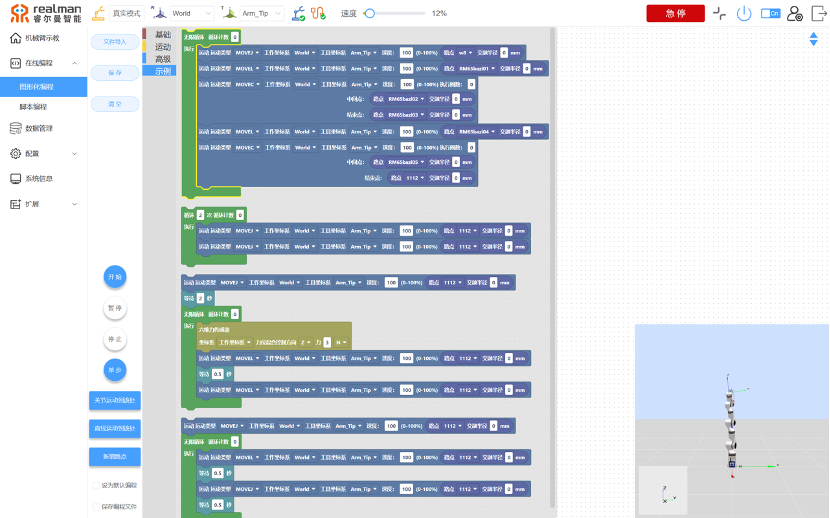 realman
睿尔曼智能
真实模式 World Arm_Tip 速度 12% 急 停 On
机械臂示教
在线编程
图形化编程
脚本编程
数据管理
配置
系统信息
扩展
文件导入
保 存
清 空
开 始
暂 停
停 止
单 步
关节运动到该处
直线运动到该处
新增路点
设为默认编程
保存编程文件
基础
运动
高级
示例
无限循环 循环计数 0
执行 运动 运动类型 MOVEJ 工作坐标系 World 工具坐标系 Arm_Tip 速度: 100 (0-100%) 路点 w8 交融半径 0 mm
运动 运动类型 MOVEL 工作坐标系 World 工具坐标系 Arm_Tip 速度: 100 (0-100%) 路点 RM65bazi01 交融半径 0 mm
运动 运动类型 MOVEC 工作坐标系 World 工具坐标系 Arm_Tip 速度: 100 (0-100%) 执行圈数: 0
中间点: 路点 RM65bazi02 交融半径 0 mm
结束点: 路点 RM65bazi03 交融半径 0 mm
运动 运动类型 MOVEL 工作坐标系 World 工具坐标系 Arm_Tip 速度: 100 (0-100%) 路点 RM65bazi04 交融半径 0 mm
运动 运动类型 MOVEC 工作坐标系 World 工具坐标系 Arm_Tip 速度: 100 (0-100%) 执行圈数: 0
中间点: 路点 RM65bazi05 交融半径 0 mm
结束点: 路点 1112 交融半径 0 mm
循环 2 次 循环计数 0
执行 运动 运动类型 MOVEJ 工作坐标系 World 工具坐标系 Arm_Tip 速度: 100 (0-100%) 路点 1112 交融半径 0 mm
运动 运动类型 MOVEJ 工作坐标系 World 工具坐标系 Arm_Tip 速度: 100 (0-100%) 路点 1112 交融半径 0 mm
运动 运动类型 MOVEJ 工作坐标系 World 工具坐标系 Arm_Tip 速度: 100 (0-100%) 路点 1112 交融半径 0 mm
等待 2 秒
无限循环 循环计数 0
执行 六维力传感器
坐标系 工作坐标系 力控混合控制方向 Z 力 3 N
运动 运动类型 MOVEL 工作坐标系 World 工具坐标系 Arm_Tip 速度: 100 (0-100%) 路点 1112 交融半径 0 mm
等待 0.5 秒
运动 运动类型 MOVEL 工作坐标系 World 工具坐标系 Arm_Tip 速度: 100 (0-100%) 路点 1112 交融半径 0 mm
运动 运动类型 MOVEJ 工作坐标系 World 工具坐标系 Arm_Tip 速度: 100 (0-100%) 路点 1112 交融半径 0 mm
无限循环 循环计数 0
执行 运动 运动类型 MOVEL 工作坐标系 World 工具坐标系 Arm_Tip 速度: 100 (0-100%) 路点 1112 交融半径 0 mm
等待 0.5 秒
运动 运动类型 MOVEL 工作坐标系 World 工具坐标系 Arm_Tip 速度: 100 (0-100%) 路点 1112 交融半径 0 mm
等待 0.5 秒